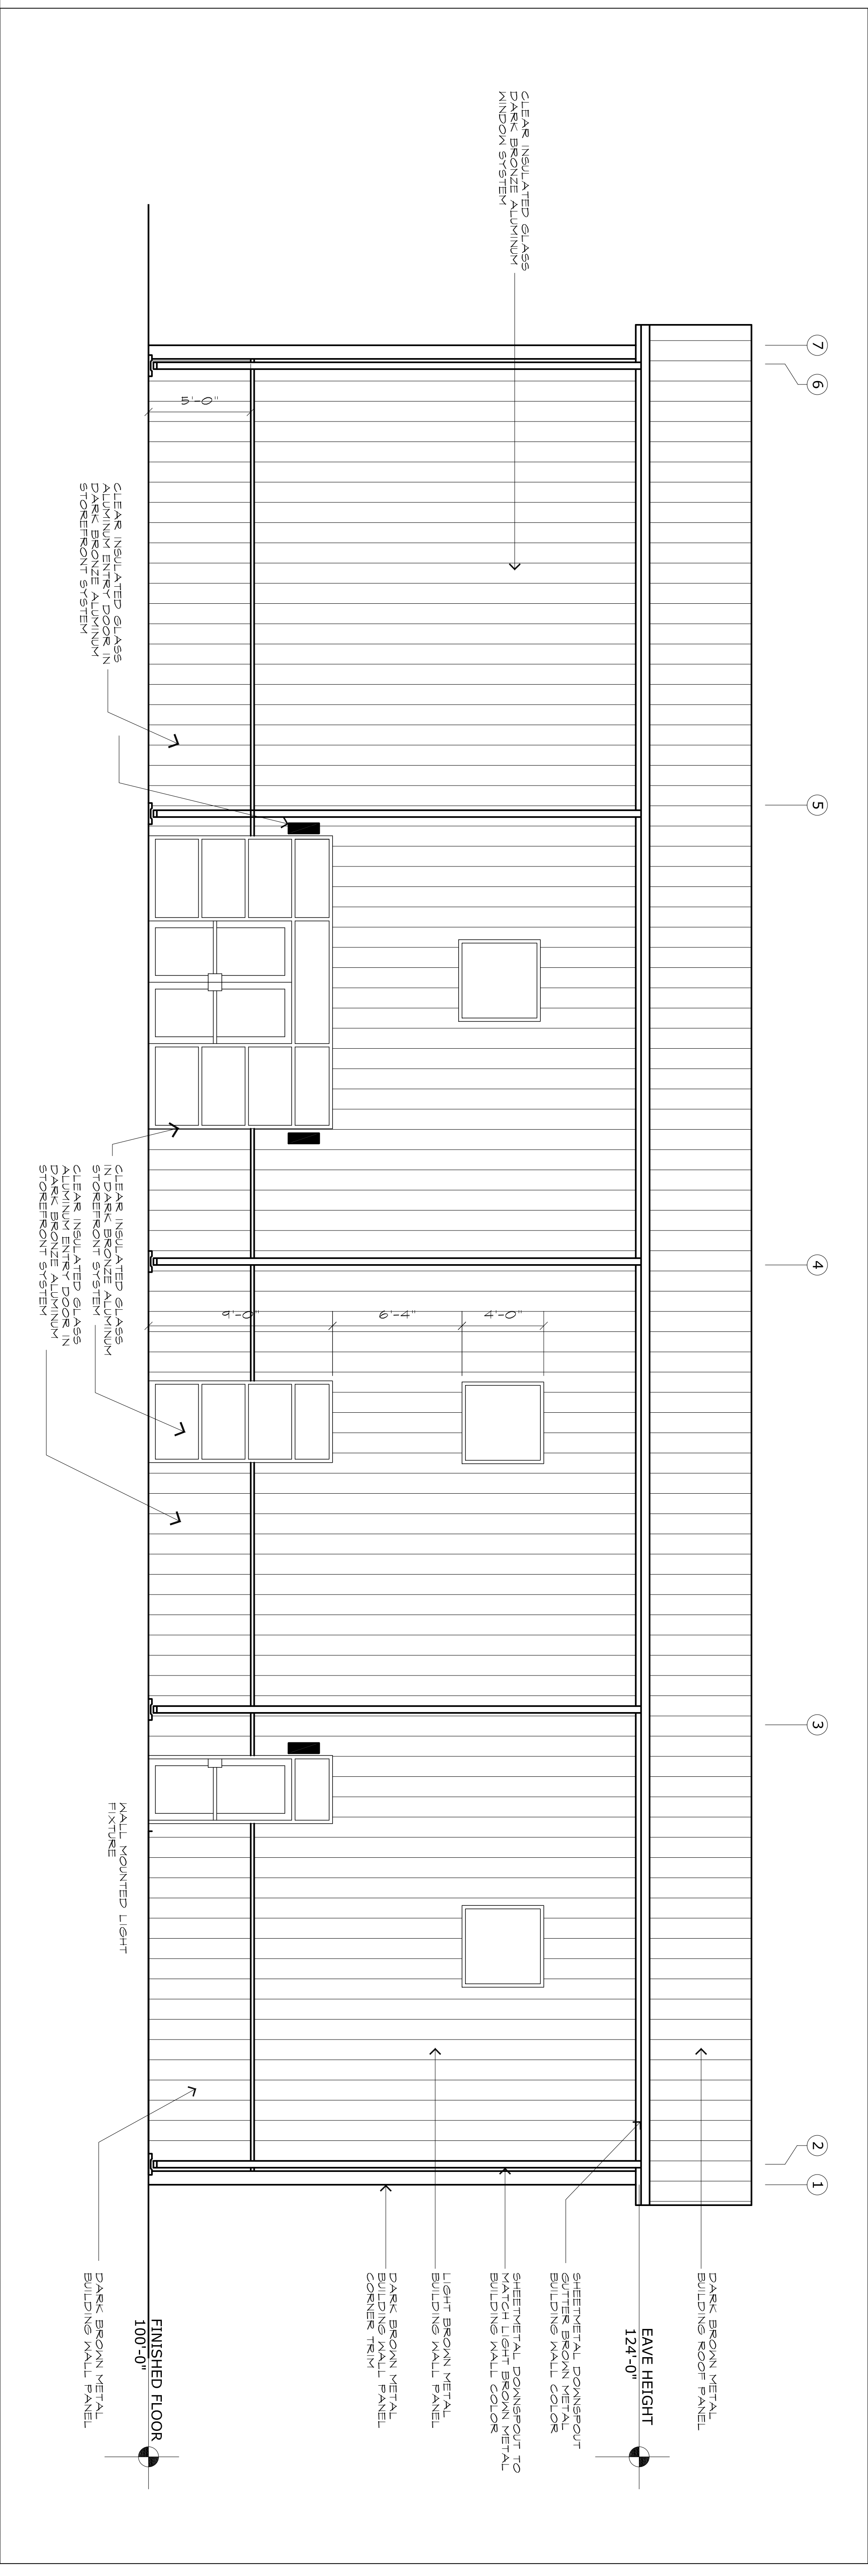 7
6
5
4
3
2
1
CLEAR INSULATED GLASS
DARK BRONZE ALUMINUM
WINDOW SYSTEM
DARK BROWN METAL
BUILDING ROOF PANEL
EAVE HEIGHT
124'-0"
SHEETMETAL DOWNSPOUT
GUTTER BROWN METAL
BUILDING WALL COLOR
SHEETMETAL DOWNSPOUT TO
MATCH LIGHT BROWN METAL
BUILDING WALL COLOR
LIGHT BROWN METAL
BUILDING WALL PANEL
DARK BROWN METAL
BUILDING WALL PANEL
CORNER TRIM
5'-0"
9'-0"
6'-4"
4'-0"
FINISHED FLOOR
100'-0"
CLEAR INSULATED GLASS
ALUMINUM ENTRY DOOR IN
DARK BRONZE ALUMINUM
STOREFRONT SYSTEM
CLEAR INSULATED GLASS
IN DARK BRONZE ALUMINUM
STOREFRONT SYSTEM
CLEAR INSULATED GLASS
ALUMINUM ENTRY DOOR IN
DARK BRONZE ALUMINUM
STOREFRONT SYSTEM
WALL MOUNTED LIGHT
FIXTURE
DARK BROWN METAL
BUILDING WALL PANEL